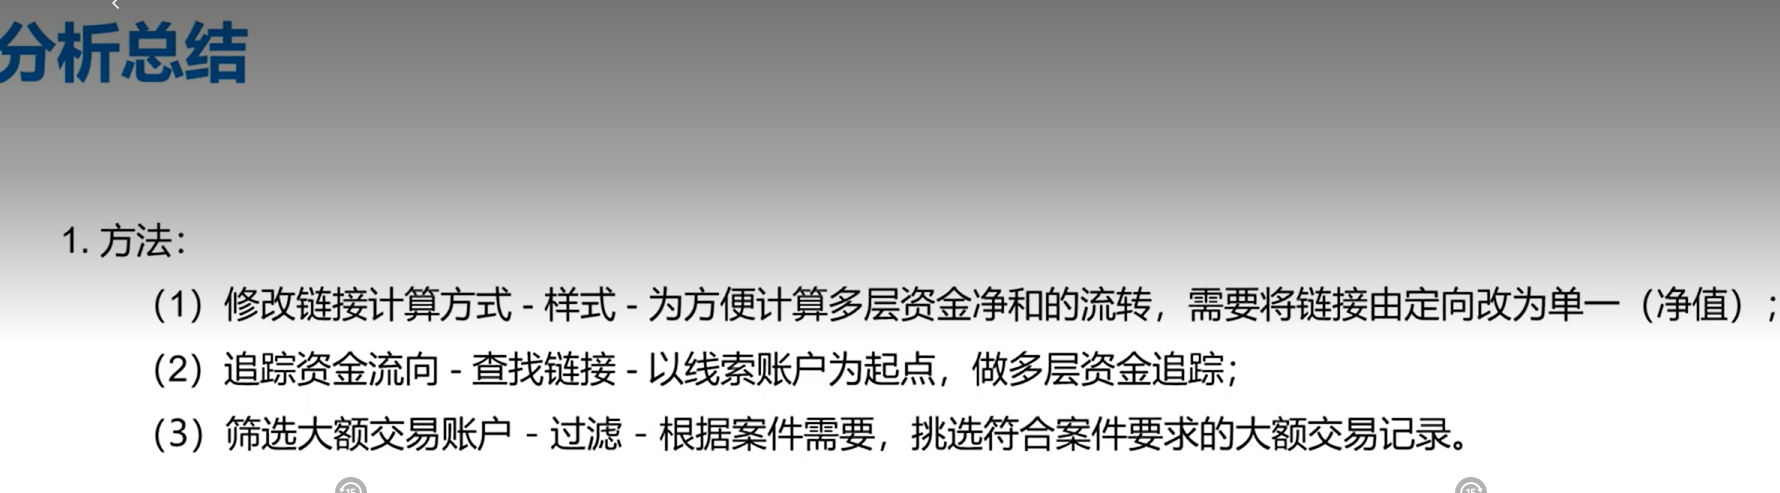 分析总结
1. 方法：
（1）修改链接计算方式 - 样式 - 为方便计算多层资金净和的流转，需要将链接由定向改为单一（净值）；
（2）追踪资金流向 - 查找链接 - 以线索账户为起点，做多层资金追踪；
（3）筛选大额交易账户 - 过滤 - 根据案件需要，挑选符合案件要求的大额交易记录。